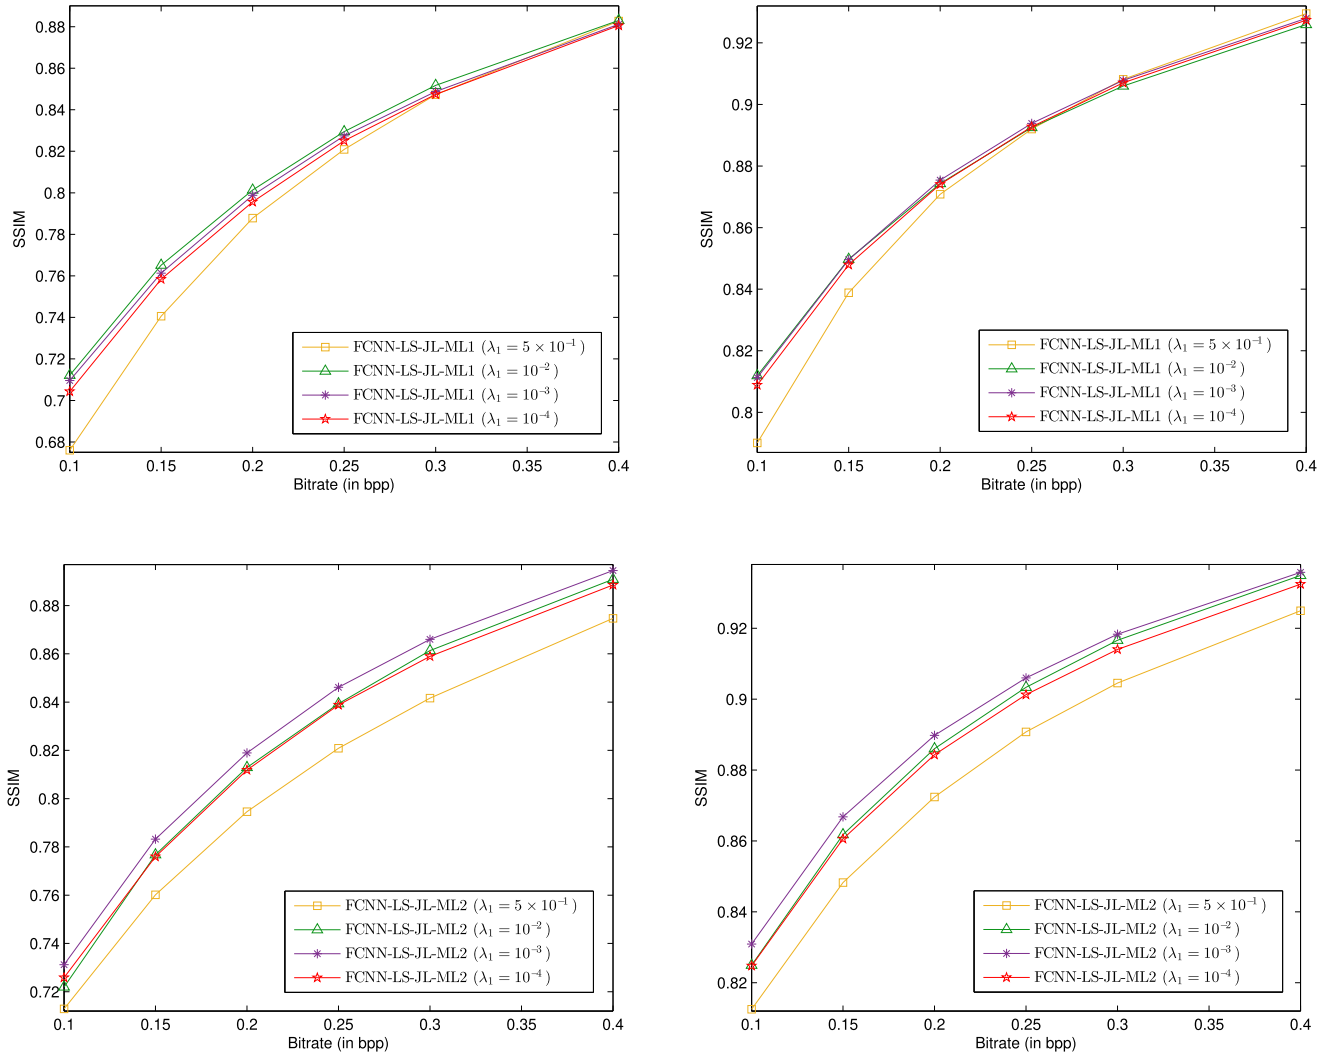 0.88
0.86
0.84
0.82
0.8
0.78
0.76
0.74
0.72
0.7
0.68
SSIM
0.1 0.15 0.2 0.25 0.3 0.35 0.4
Bitrate (in bpp)
FCNN-LS-JL-ML1 (λ₁ = 5 × 10⁻¹)
FCNN-LS-JL-ML1 (λ₁ = 10⁻²)
FCNN-LS-JL-ML1 (λ₁ = 10⁻³)
FCNN-LS-JL-ML1 (λ₁ = 10⁻⁴)
0.92
0.9
0.88
0.86
0.84
0.82
0.8
SSIM
0.1 0.15 0.2 0.25 0.3 0.35 0.4
Bitrate (in bpp)
FCNN-LS-JL-ML1 (λ₁ = 5 × 10⁻¹)
FCNN-LS-JL-ML1 (λ₁ = 10⁻²)
FCNN-LS-JL-ML1 (λ₁ = 10⁻³)
FCNN-LS-JL-ML1 (λ₁ = 10⁻⁴)
0.88
0.86
0.84
0.82
0.8
0.78
0.76
0.74
0.72
SSIM
0.1 0.15 0.2 0.25 0.3 0.35 0.4
Bitrate (in bpp)
FCNN-LS-JL-ML2 (λ₁ = 5 × 10⁻¹)
FCNN-LS-JL-ML2 (λ₁ = 10⁻²)
FCNN-LS-JL-ML2 (λ₁ = 10⁻³)
FCNN-LS-JL-ML2 (λ₁ = 10⁻⁴)
0.92
0.9
0.88
0.86
0.84
0.82
SSIM
0.1 0.15 0.2 0.25 0.3 0.35 0.4
Bitrate (in bpp)
FCNN-LS-JL-ML2 (λ₁ = 5 × 10⁻¹)
FCNN-LS-JL-ML2 (λ₁ = 10⁻²)
FCNN-LS-JL-ML2 (λ₁ = 10⁻³)
FCNN-LS-JL-ML2 (λ₁ = 10⁻⁴)